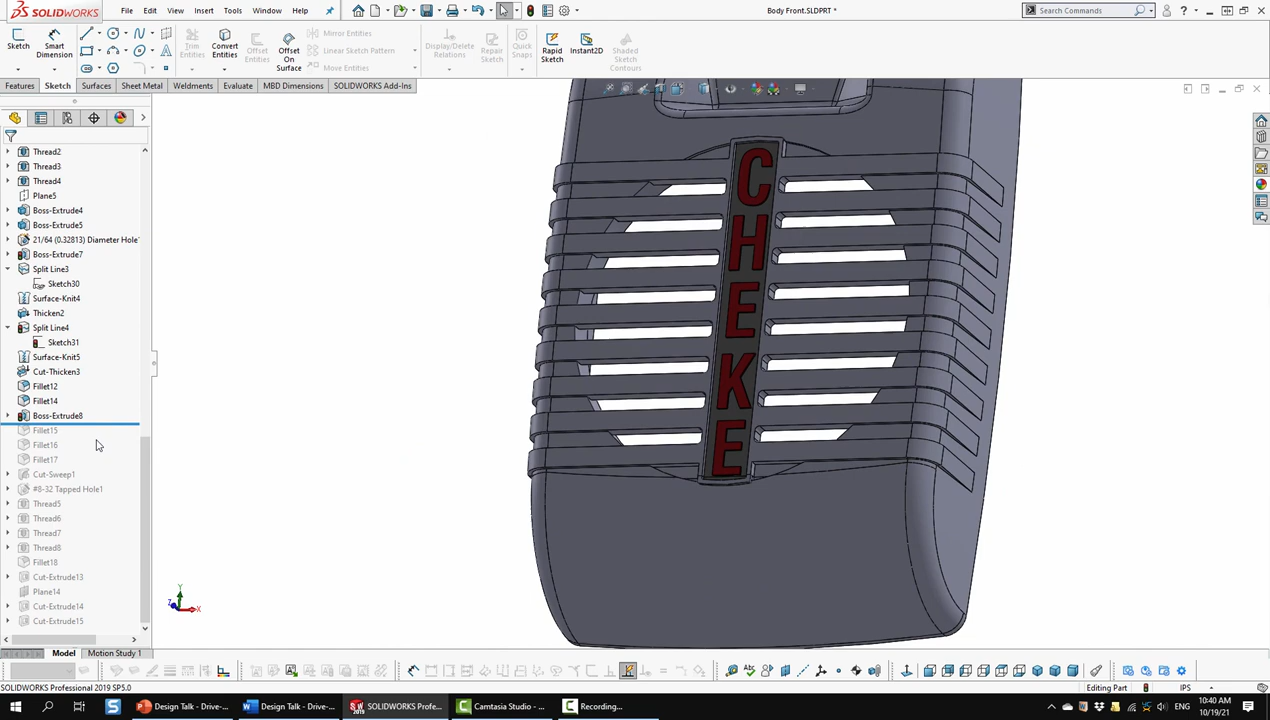 SOLIDWORKS
File
Edit
View
Insert
Tools
Window
Help
Body Front.SLDPRT *
Search Commands
Sketch
Smart Dimension
Trim Entities
Convert Entities
Offset Entities
Offset On Surface
Mirror Entities
Linear Sketch Pattern
Move Entities
Display/Delete Relations
Repair Sketch
Quick Snaps
Rapid Sketch
Instant2D
Shaded Sketch Contours
Features
Sketch
Surfaces
Sheet Metal
Weldments
Evaluate
MBD Dimensions
SOLIDWORKS Add-Ins
Thread2
Thread3
Thread4
Plane5
Boss-Extrude4
Boss-Extrude5
21/64 (0.32813) Diameter Hole
Boss-Extrude7
Split Line3
Sketch30
Surface-Knit4
Thicken2
Split Line4
Sketch31
Surface-Knit5
Cut-Thicken3
Fillet12
Fillet14
Boss-Extrude8
Fillet15
Fillet16
Fillet17
Cut-Sweep1
#8-32 Tapped Hole1
Thread5
Thread6
Thread7
Thread8
Fillet18
Cut-Extrude13
Plane14
Cut-Extrude14
Cut-Extrude15
CHEKE
Y
Z
X
Model
Motion Study 1
SOLIDWORKS Professional 2019 SP5.0
Editing Part
IPS
Design Talk - Drive-...
Design Talk - Drive-...
SOLIDWORKS Profe...
Camtasia Studio - ...
Recording...
10:40 AM
10/19/21